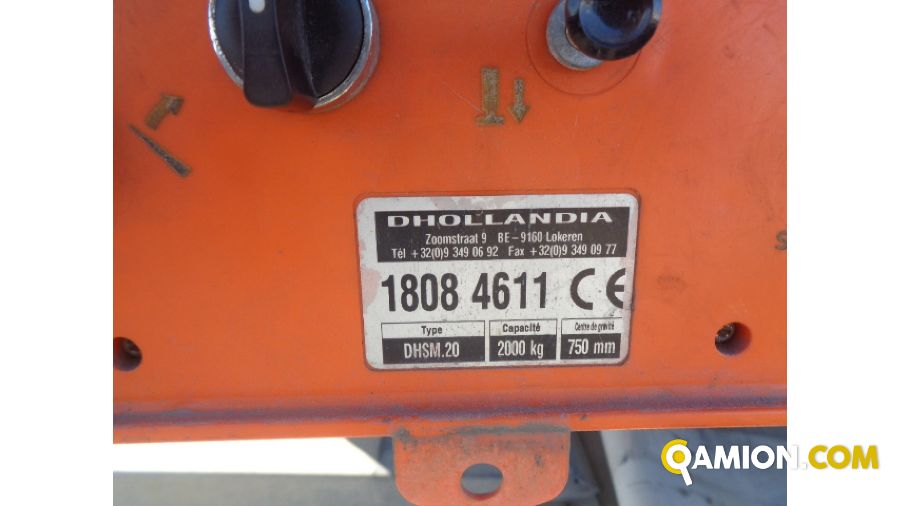 DHOLLANDIA
Zoomstraat 9 BE-9160 Lokeren
Tél +32(0)9 349 06 92 Fax +32(0)9 349 09 77
1808 4611 CE
Type Capacité Centre de gravité
DHSM.20 2000 kg 750 mm
QAMION.COM